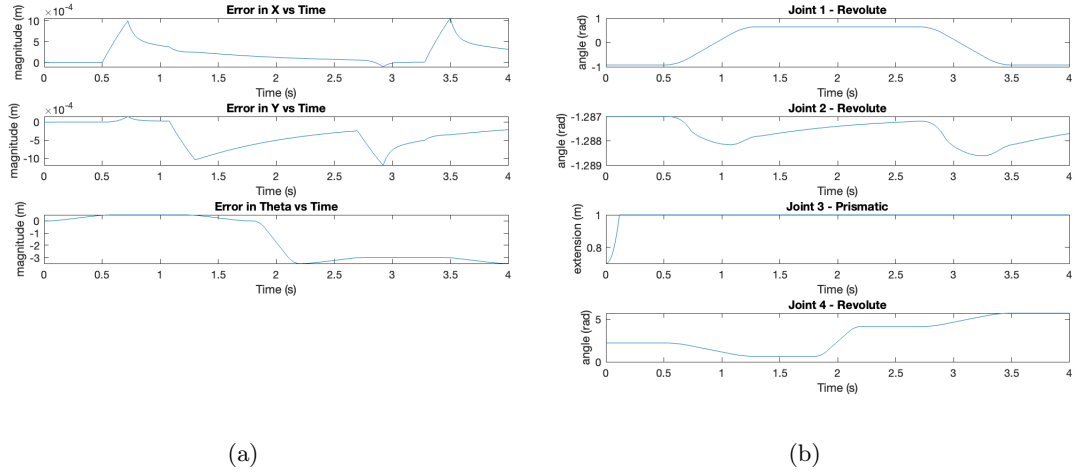 Error in X vs Time
×10⁻⁴
magnitude (m)
10
5
0
0 0.5 1 1.5 2 2.5 3 3.5 4
Time (s)
Error in Y vs Time
×10⁻⁴
magnitude (m)
0
-5
-10
0 0.5 1 1.5 2 2.5 3 3.5 4
Time (s)
Error in Theta vs Time
magnitude (m)
0
-1
-2
-3
0 0.5 1 1.5 2 2.5 3 3.5 4
Time (s)
(a)
Joint 1 - Revolute
angle (rad)
1
0
-1
0 0.5 1 1.5 2 2.5 3 3.5 4
Time (s)
Joint 2 - Revolute
angle (rad)
-1.287
-1.288
-1.289
0 0.5 1 1.5 2 2.5 3 3.5 4
Time (s)
Joint 3 - Prismatic
extension (m)
1
0.8
0 0.5 1 1.5 2 2.5 3 3.5 4
Time (s)
Joint 4 - Revolute
angle (rad)
5
0
0 0.5 1 1.5 2 2.5 3 3.5 4
Time (s)
(b)